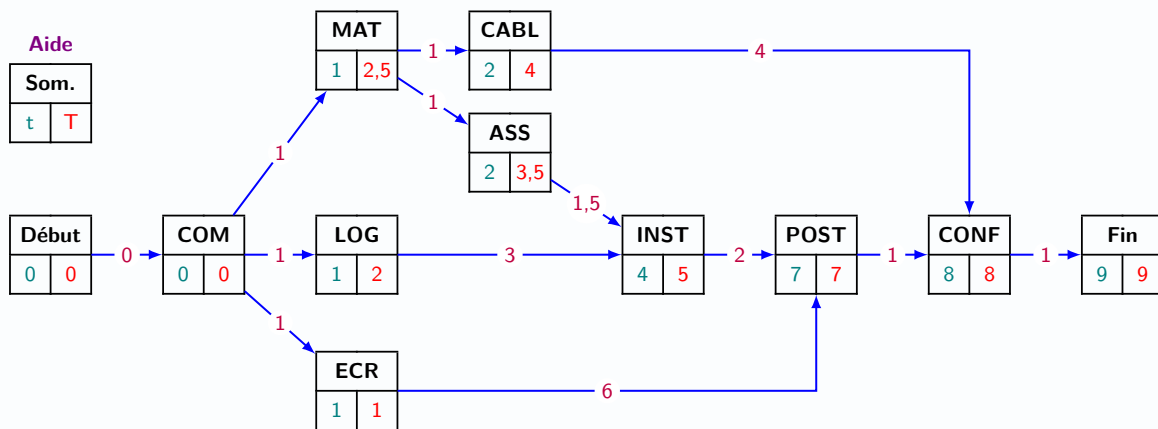 Aide
Som.
t T
MAT
1 2,5
1
CABL
2 4
4
1
ASS
2 3,5
1,5
1
Début
0 0
0
COM
0 0
1
LOG
1 2
3
INST
4 5
2
POST
7 7
1
CONF
8 8
1
Fin
9 9
1
ECR
1 1
6